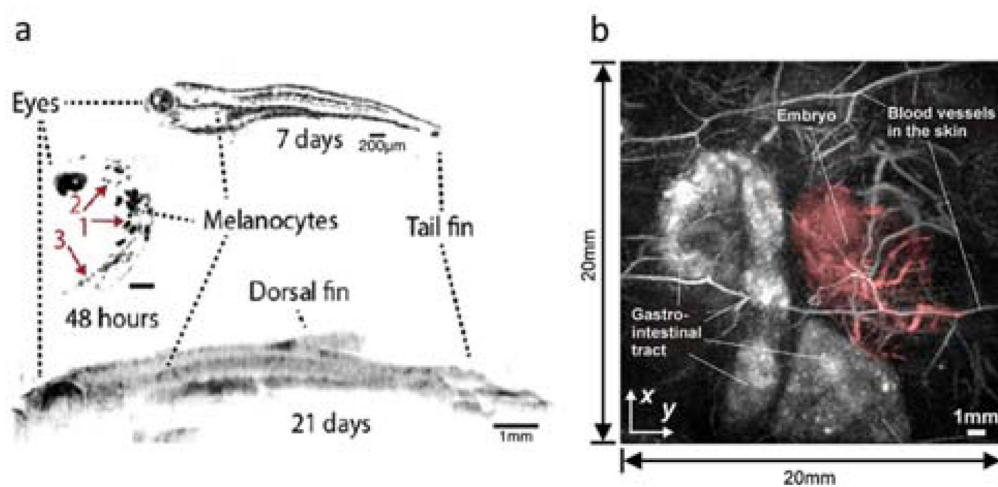 a
Eyes
7 days
200µm
2
1
3
Melanocytes
Tail fin
48 hours
Dorsal fin
21 days
1mm
b
Embryo
Blood vessels
in the skin
20mm
Gastro-
intestinal
tract
x
y
1mm
20mm